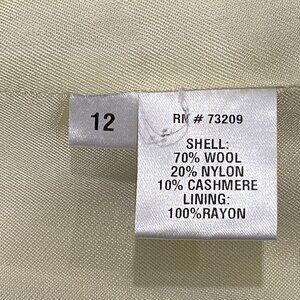 12
RN # 73209
SHELL:
70% WOOL
20% NYLON
10% CASHMERE
LINING:
100%RAYON